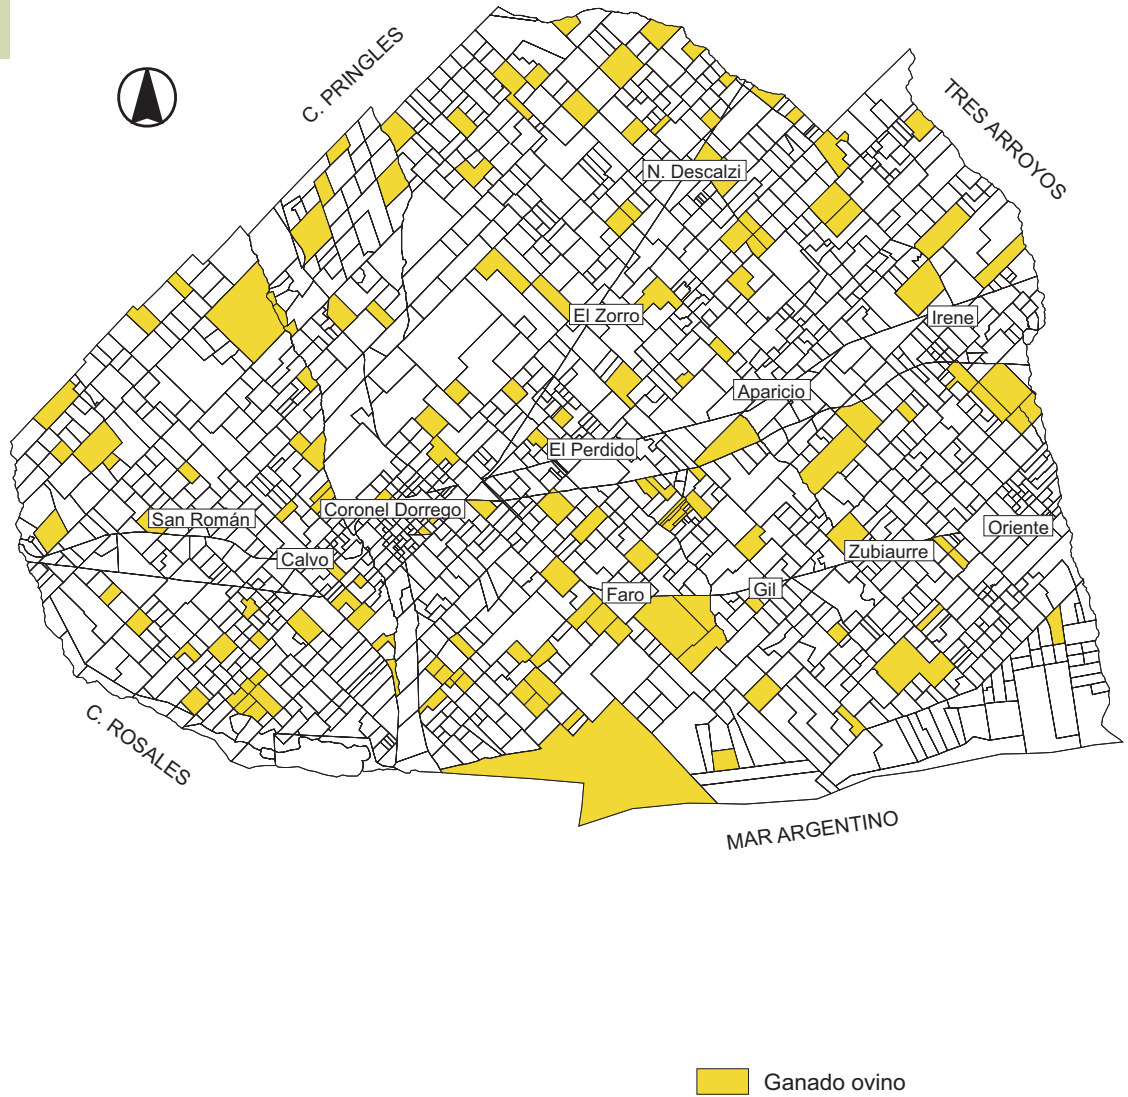 C. PRINGLES
TRES ARROYOS
N. Descalzi
El Zorro
Irene
Aparicio
El Perdido
Coronel Dorrego
San Román
Oriente
Calvo
Zubiaurre
Faro
Gil
C. ROSALES
MAR ARGENTINO
Ganado ovino